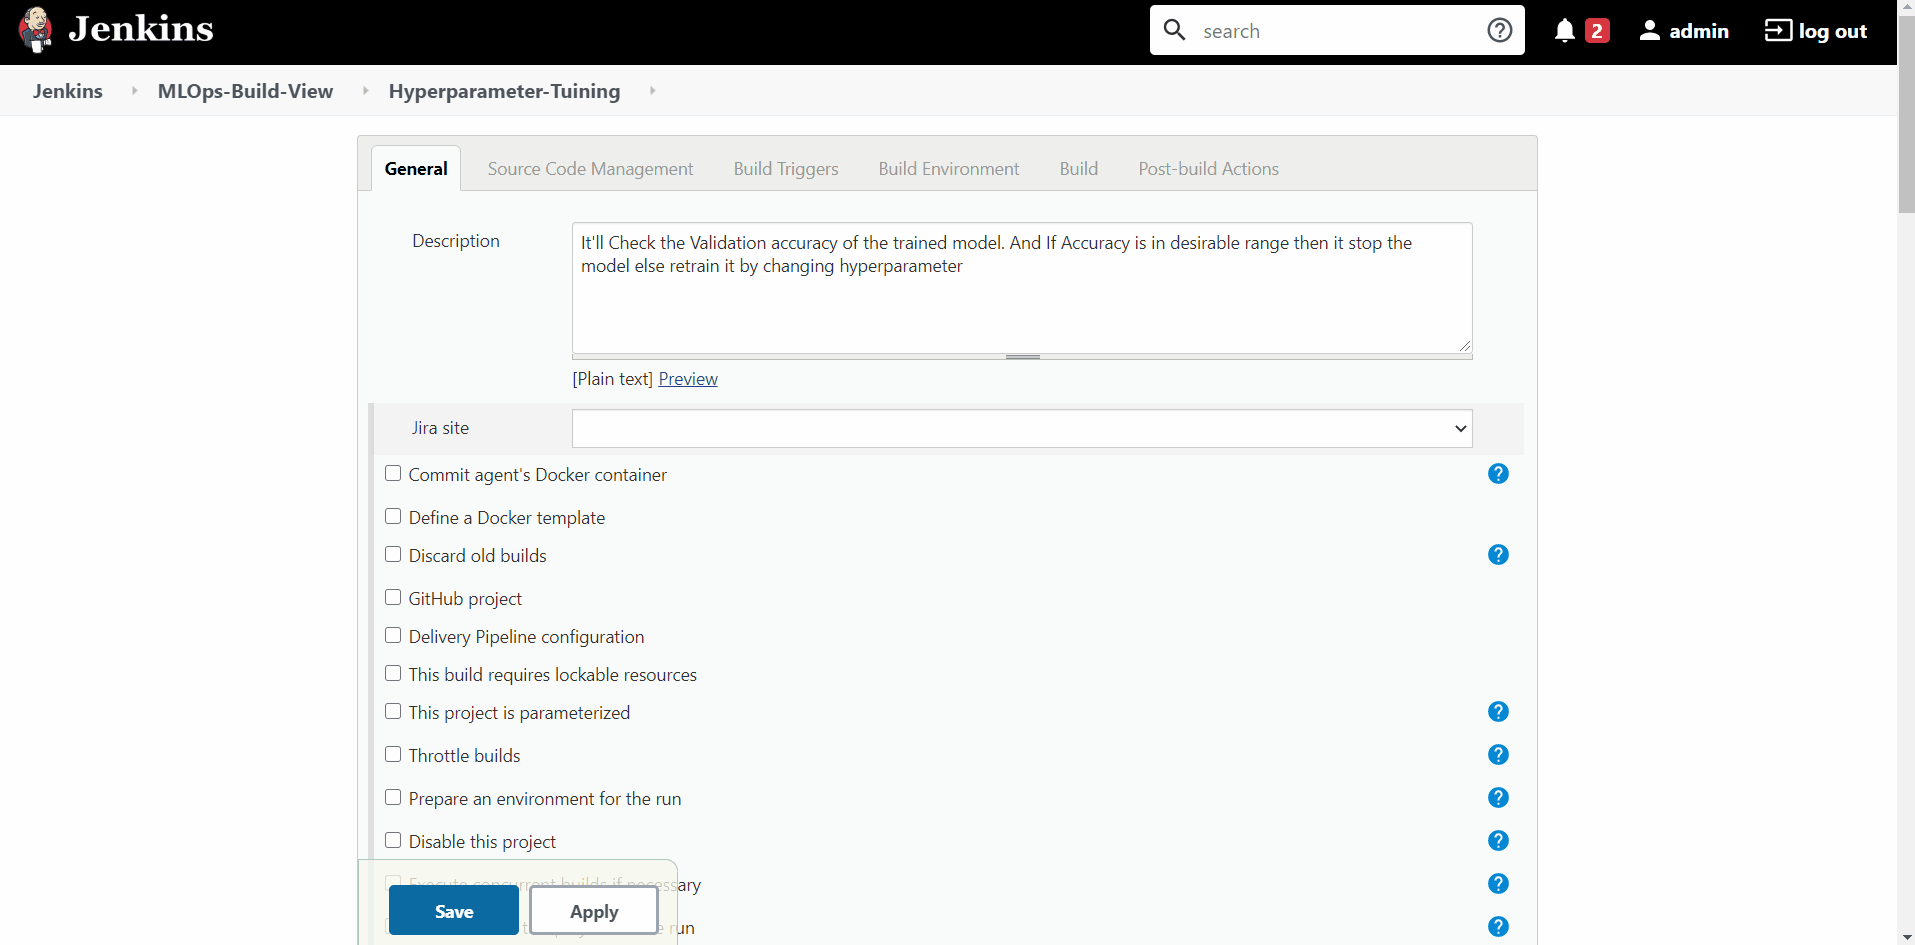 Jenkins
search
2
admin
log out
Jenkins
MLOps-Build-View
Hyperparameter-Tuining
General
Source Code Management
Build Triggers
Build Environment
Build
Post-build Actions
Description
It'll Check the Validation accuracy of the trained model. And If Accuracy is in desirable range then it stop the
model else retrain it by changing hyperparameter
[Plain text] Preview
Jira site
Commit agent's Docker container
Define a Docker template
Discard old builds
GitHub project
Delivery Pipeline configuration
This build requires lockable resources
This project is parameterized
Throttle builds
Prepare an environment for the run
Disable this project
Execute concurrent builds if necessary
Save
Apply
run